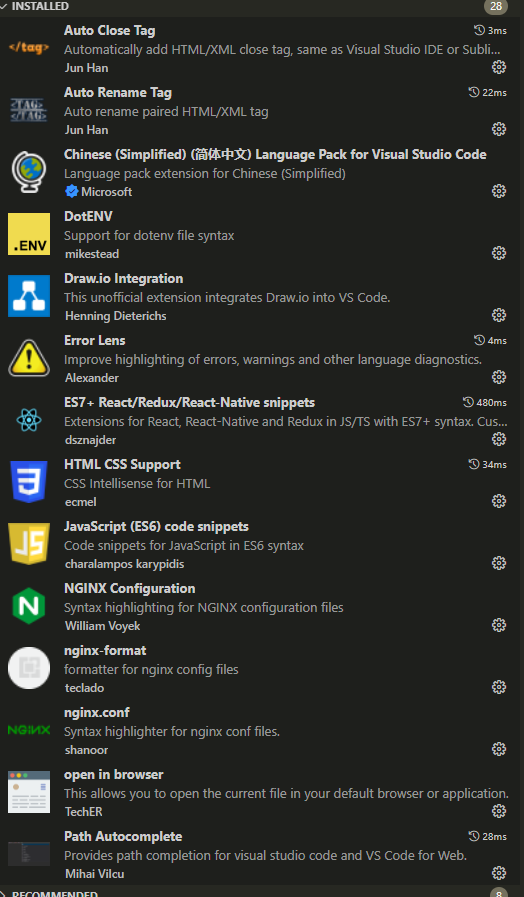 INSTALLED 28
Auto Close Tag 3ms
</tag>
Automatically add HTML/XML close tag, same as Visual Studio IDE or Subli...
Jun Han
Auto Rename Tag 22ms
<TAG>
</TAG>
Auto rename paired HTML/XML tag
Jun Han
Chinese (Simplified) (简体中文) Language Pack for Visual Studio Code
Language pack extension for Chinese (Simplified)
Microsoft
DotENV
.ENV
Support for dotenv file syntax
mikestead
Draw.io Integration
This unofficial extension integrates Draw.io into VS Code.
Henning Dieterichs
Error Lens 4ms
Improve highlighting of errors, warnings and other language diagnostics.
Alexander
ES7+ React/Redux/React-Native snippets 480ms
Extensions for React, React-Native and Redux in JS/TS with ES7+ syntax. Cus...
dsznajder
HTML CSS Support 34ms
3
CSS Intellisense for HTML
ecmel
JavaScript (ES6) code snippets
JS
Code snippets for JavaScript in ES6 syntax
charalampos karypidis
NGINX Configuration
N
Syntax highlighting for NGINX configuration files
William Voyek
nginx-format
formatter for nginx config files
teclado
nginx.conf
NGINX
Syntax highlighter for nginx conf files.
shanoor
open in browser
This allows you to open the current file in your default browser or application.
TechER
Path Autocomplete 28ms
Provides path completion for visual studio code and VS Code for Web.
Mihai Vilcu
RECOMMENDED 8